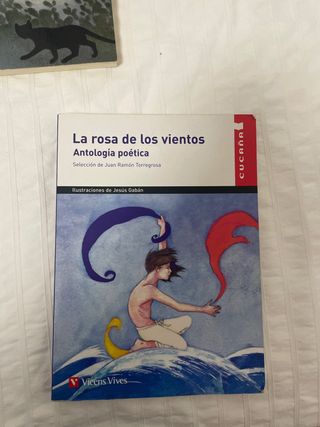 La rosa de los vientos
Antología poética
Selección de Juan Ramón Torregrosa
CUCAÑA
Ilustraciones de Jesús Gabán
Vicens Vives